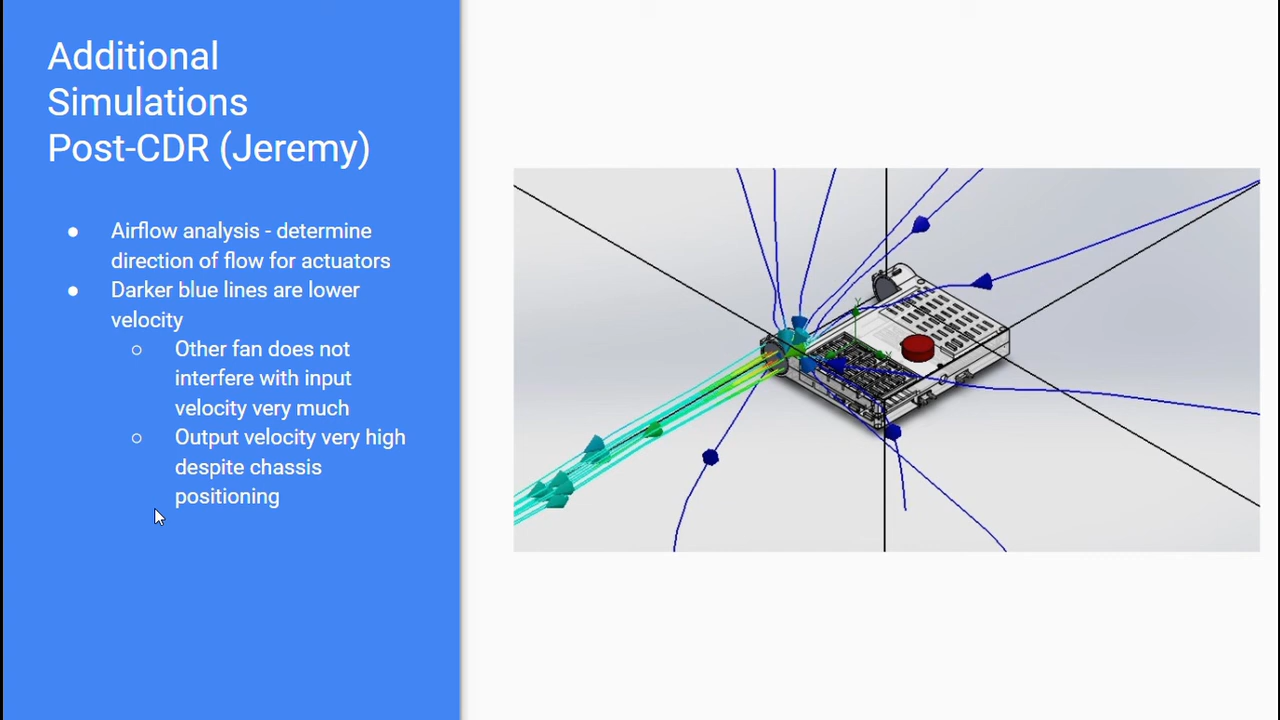 Additional
Simulations
Post-CDR (Jeremy)
● Airflow analysis - determine
direction of flow for actuators
● Darker blue lines are lower
velocity
○ Other fan does not
interfere with input
velocity very much
○ Output velocity very high
despite chassis
positioning
Y